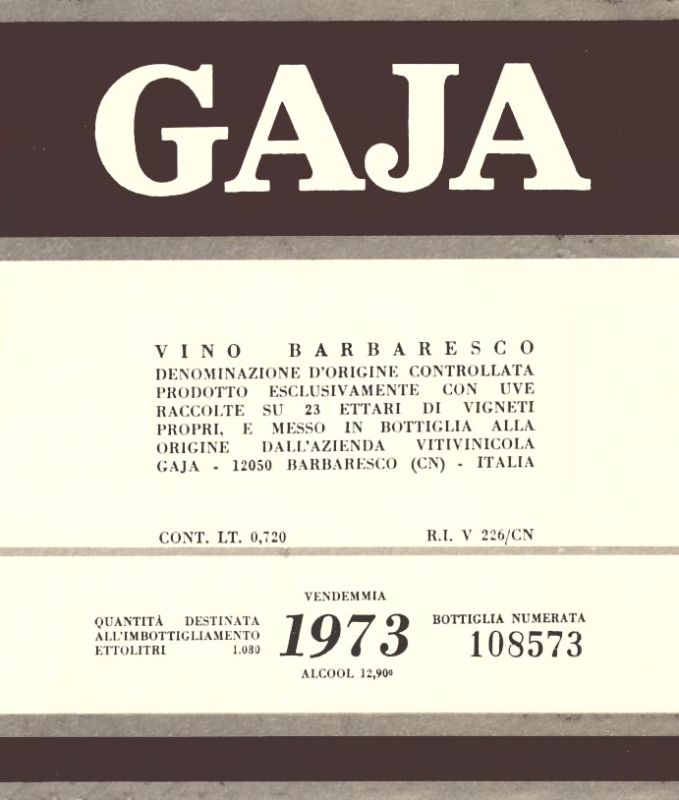 GAJA
VINO BARBARESCO
DENOMINAZIONE D'ORIGINE CONTROLLATA
PRODOTTO ESCLUSIVAMENTE CON UVE
RACCOLTE SU 23 ETTARI DI VIGNETI
PROPRI, E MESSO IN BOTTIGLIA ALLA
ORIGINE DALL'AZIENDA VITIVINICOLA
GAJA - 12050 BARBARESCO (CN) - ITALIA
CONT. LT. 0,720 R.I. V 226/CN
QUANTITÀ DESTINATA
ALL'IMBOTTIGLIAMENTO
ETTOLITRI 1.080
VENDEMMIA
1973
ALCOOL 12,90°
BOTTIGLIA NUMERATA
108573